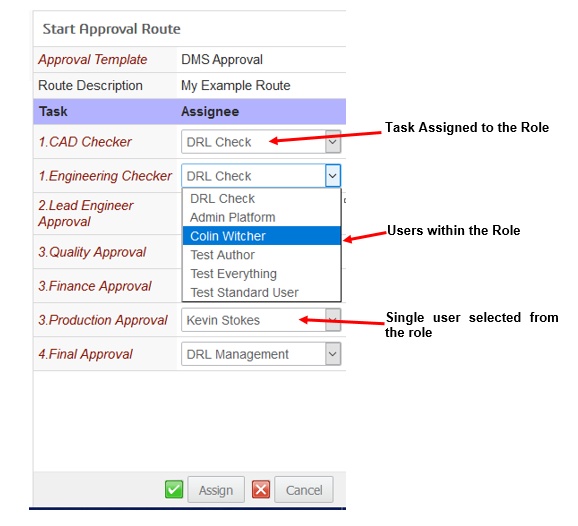 Start Approval Route
Approval Template DMS Approval
Route Description My Example Route
Task Assignee
1.CAD Checker DRL Check
Task Assigned to the Role
1.Engineering Checker DRL Check
DRL Check
2.Lead Engineer
Approval
Admin Platform
Colin Witcher
Users within the Role
3.Quality Approval
Test Author
Test Everything
3.Finance Approval
Test Standard User
3.Production Approval Kevin Stokes
Single user selected from
the role
4.Final Approval DRL Management
Assign Cancel